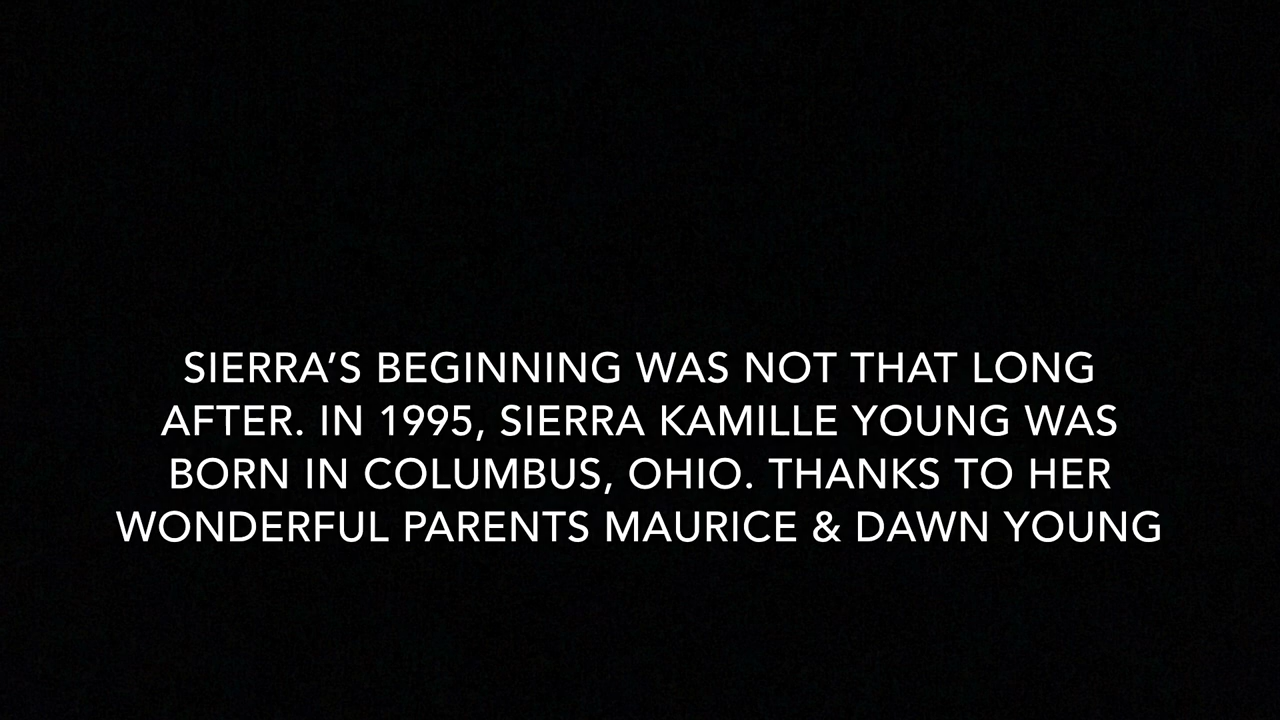 SIERRA’S BEGINNING WAS NOT THAT LONG
AFTER. IN 1995, SIERRA KAMILLE YOUNG WAS
BORN IN COLUMBUS, OHIO. THANKS TO HER
WONDERFUL PARENTS MAURICE & DAWN YOUNG